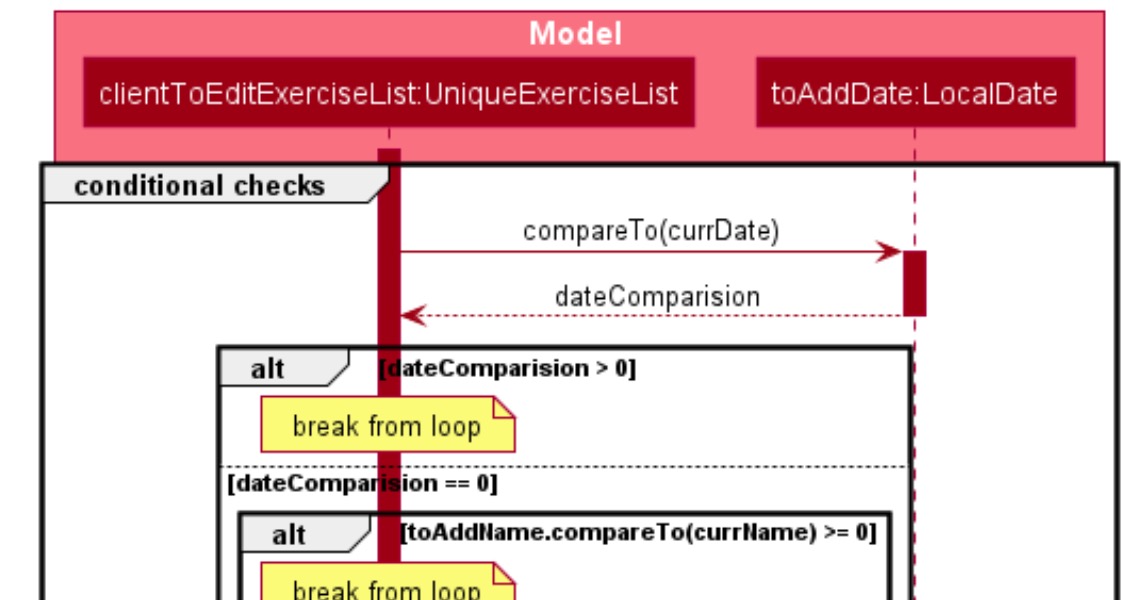 Model
clientToEditExerciseList:UniqueExerciseList
toAddDate:LocalDate
conditional checks
compareTo(currDate)
dateComparision
alt
[dateComparision > 0]
break from loop
[dateComparision == 0]
alt
[toAddName.compareTo(currName) >= 0]
break from loop